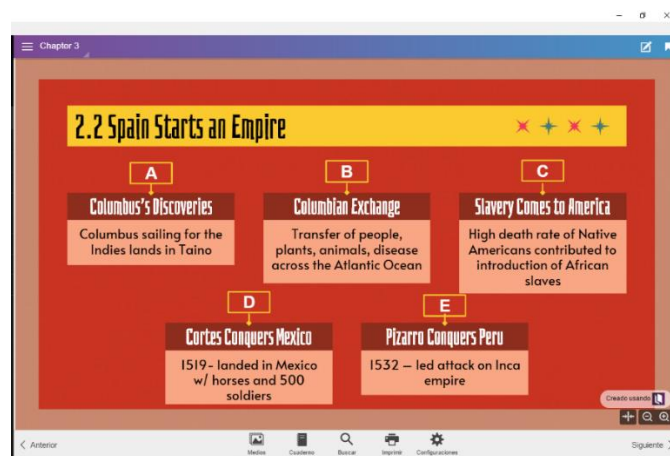 Chapter 3
2.2 Spain Starts an Empire
A
Columbus's Discoveries
Columbus sailing for the
Indies lands in Taino
B
Columbian Exchange
Transfer of people,
plants, animals, disease
across the Atlantic Ocean
C
Slavery Comes to America
High death rate of Native
Americans contributed to
introduction of African
slaves
D
Cortes Conquers Mexico
1519- landed in Mexico
w/ horses and 500
soldiers
E
Pizarro Conquers Peru
1532 – led attack on Inca
empire
Creado usando
Anterior
Medios
Cuaderno
Buscar
Imprimir
Configuraciones
Siguiente